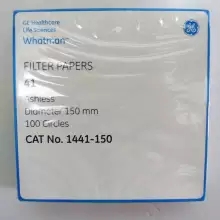 GE Healthcare
Life Sciences
Whatman
FILTER PAPERS
41
Ashless
Diameter 150 mm
100 Circles
CAT No. 1441-150